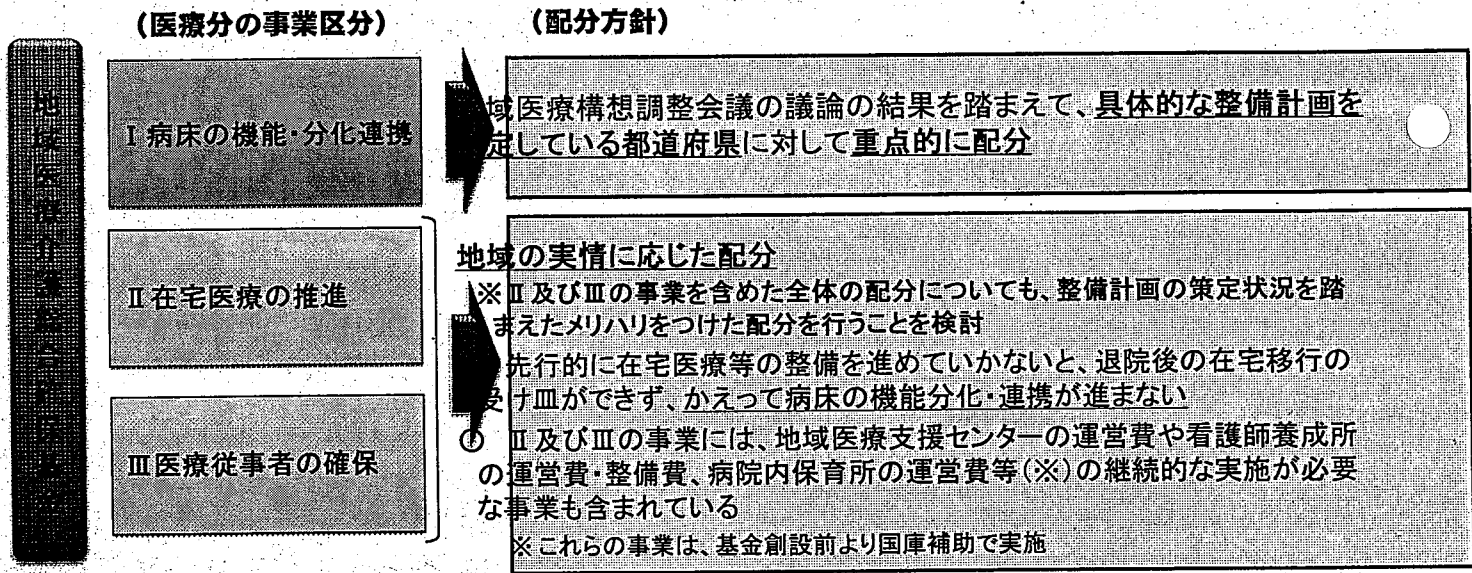 (医療分の事業区分)
(配分方針)
Ⅰ病床の機能・分化連携
域医療構想調整会議の議論の結果を踏まえて、具体的な整備計画を
定している都道府県に対して重点的に配分
Ⅱ在宅医療の推進
Ⅲ医療従事者の確保
地域の実情に応じた配分
※Ⅱ及びⅢの事業を含めた全体の配分についても、整備計画の策定状況を踏
まえたメリハリをつけた配分を行うことを検討
先行的に在宅医療等の整備を進めていかないと、退院後の在宅移行の
受け皿ができず、かえって病床の機能分化・連携が進まない
○ Ⅱ及びⅢの事業には、地域医療支援センターの運営費や看護師養成所
の運営費・整備費、病院内保育所の運営費等(※)の継続的な実施が必要
な事業も含まれている
※これらの事業は、基金創設前より国庫補助で実施